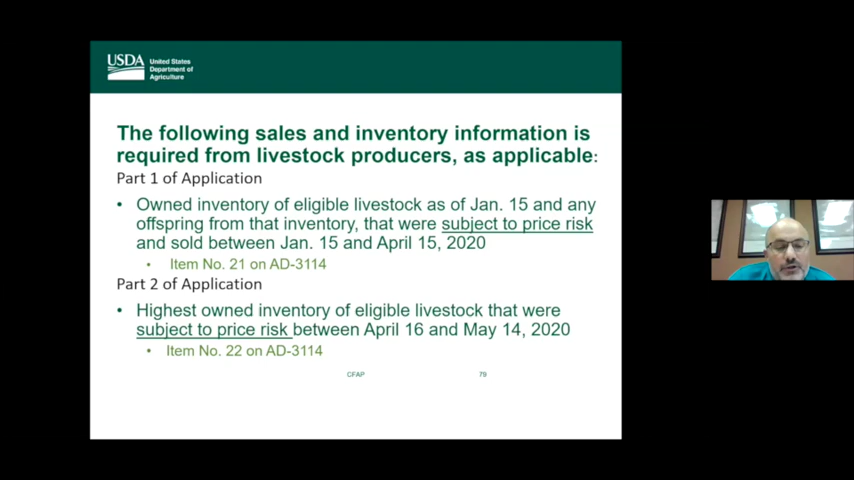 USDA
United States
Department of
Agriculture
The following sales and inventory information is
required from livestock producers, as applicable:
Part 1 of Application
• Owned inventory of eligible livestock as of Jan. 15 and any
offspring from that inventory, that were subject to price risk
and sold between Jan. 15 and April 15, 2020
• Item No. 21 on AD-3114
Part 2 of Application
• Highest owned inventory of eligible livestock that were
subject to price risk between April 16 and May 14, 2020
• Item No. 22 on AD-3114
CFAP 79